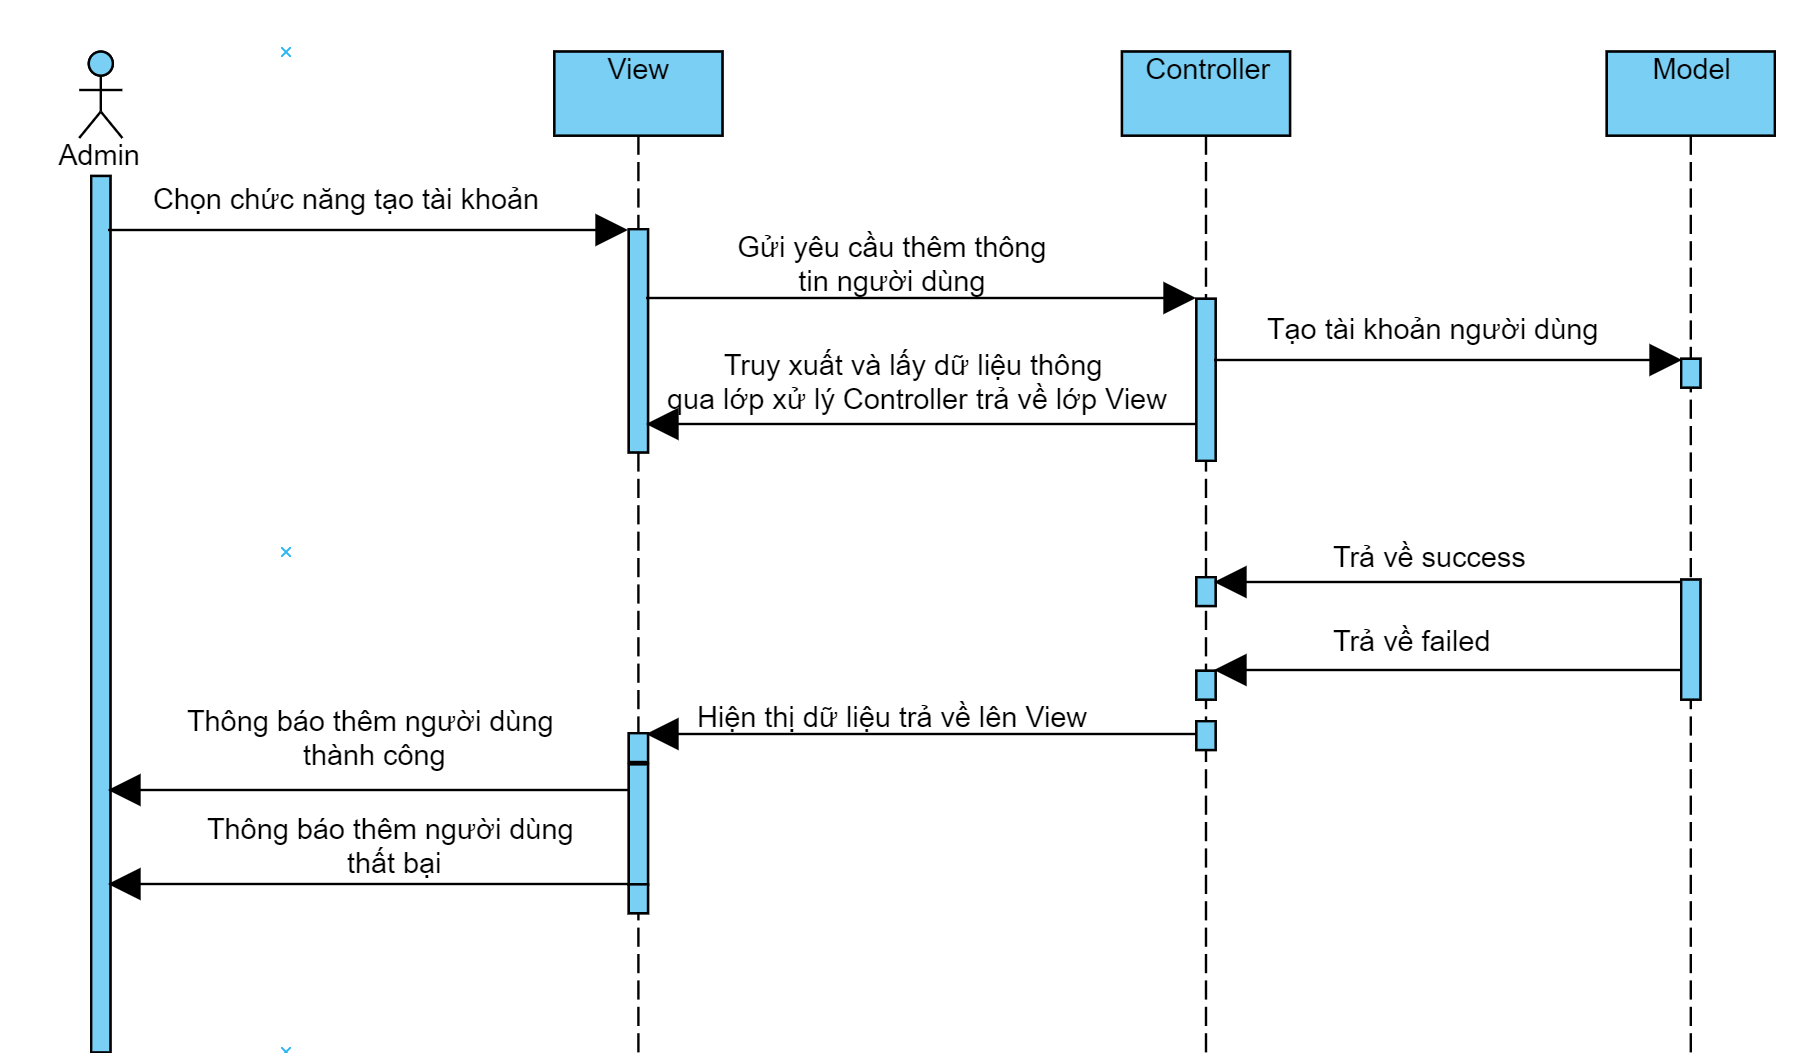 View
Controller
Model
Admin
Chọn chức năng tạo tài khoản
Gửi yêu cầu thêm thông
tin người dùng
Tạo tài khoản người dùng
Truy xuất và lấy dữ liệu thông
qua lớp xử lý Controller trả về lớp View
Trả về success
Trả về failed
Hiện thị dữ liệu trả về lên View
Thông báo thêm người dùng
thành công
Thông báo thêm người dùng
thất bại